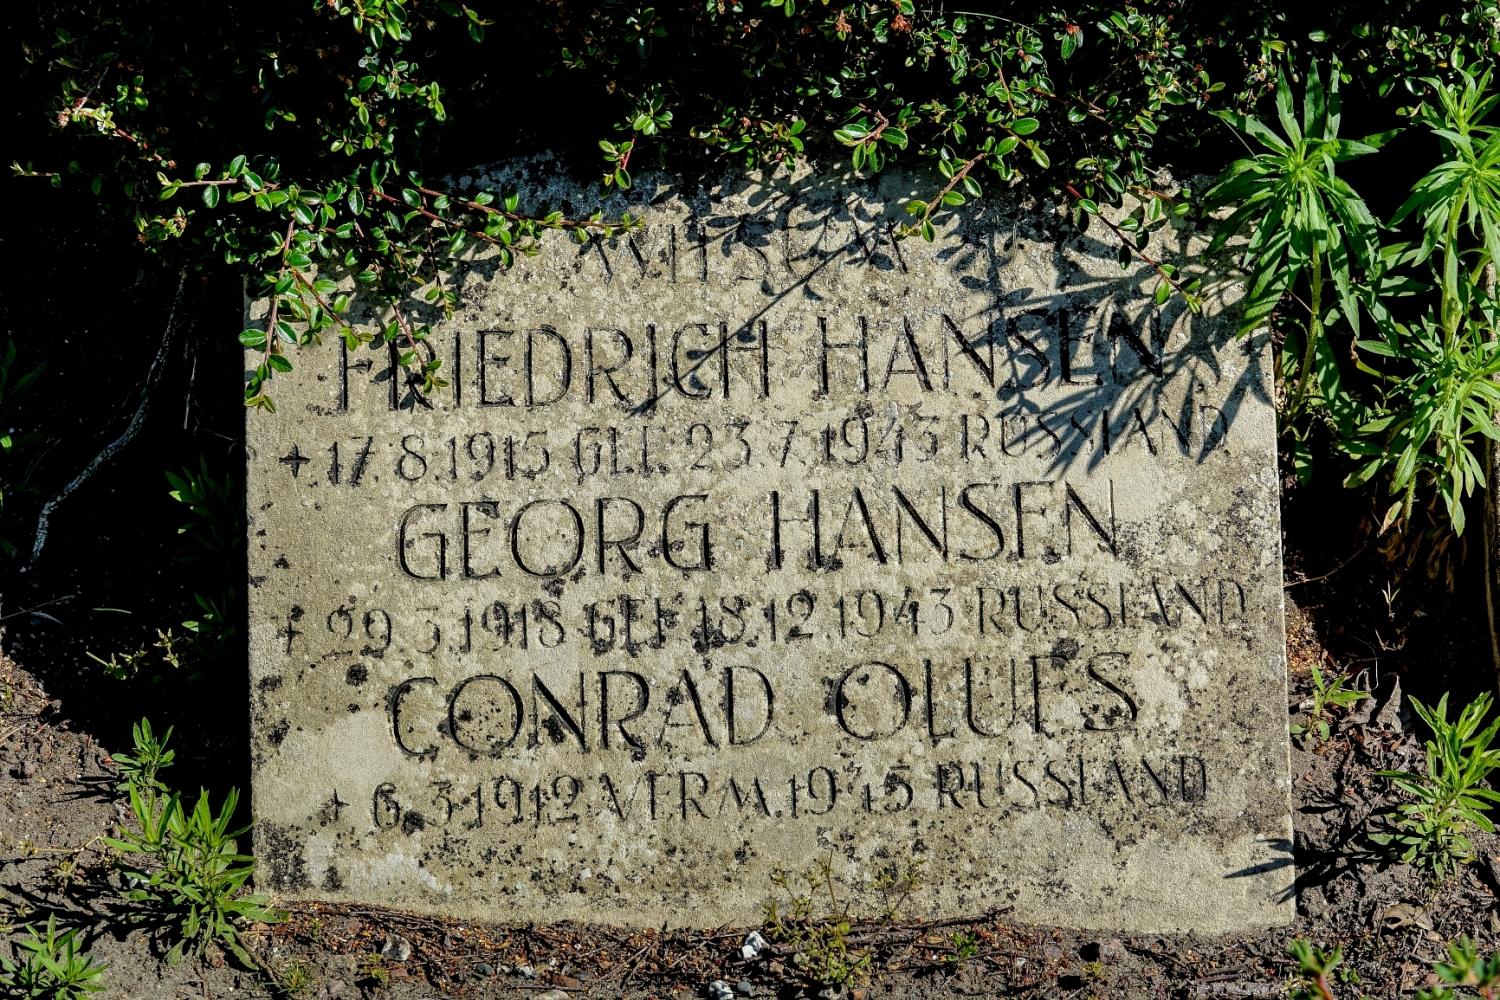 WITSUM
FRIEDRICH HANSEN
+ 17.8.1915 GEF. 23.7.1943 RUSSLAND
GEORG HANSEN
+ 29.3.1918 GEF 18.12.1943 RUSSLAND
CONRAD OLUFS
+ 6.3.1912 VERM.1945 RUSSLAND